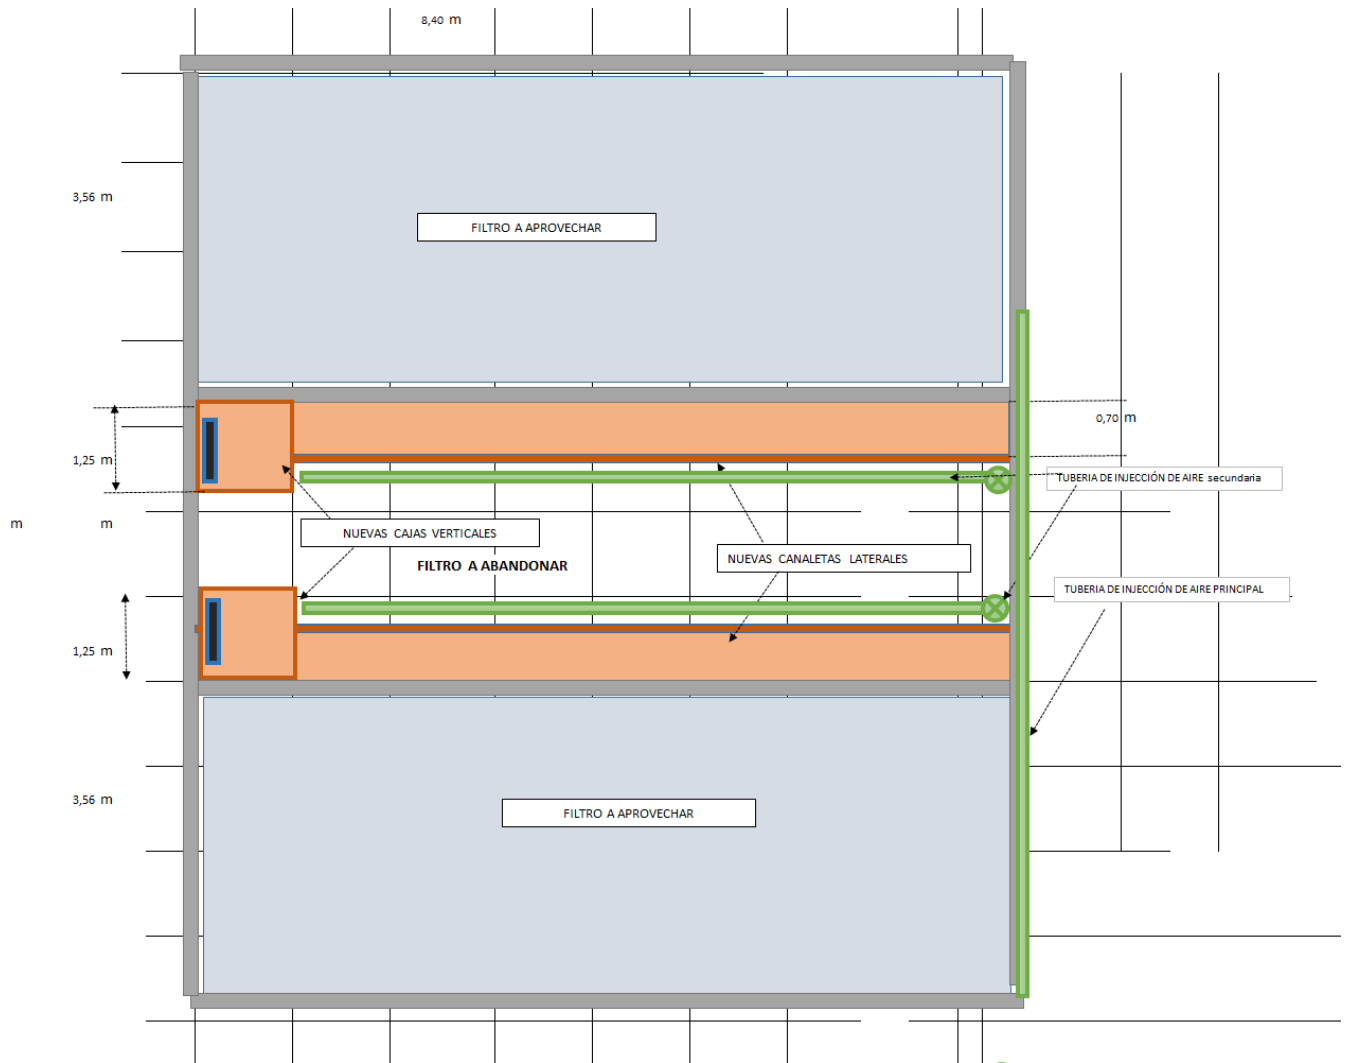 8,40 m
3,56 m
FILTRO A APROVECHAR
0,70 m
1,25 m
TUBERIA DE INJECCIÓN DE AIRE secundaria
m m
NUEVAS CAJAS VERTICALES
NUEVAS CANALETAS LATERALES
FILTRO A ABANDONAR
TUBERIA DE INJECCIÓN DE AIRE PRINCIPAL
1,25 m
3,56 m
FILTRO A APROVECHAR